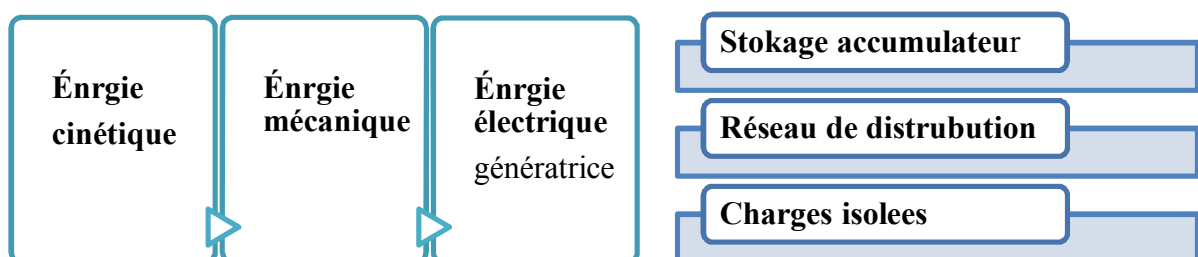 Énrgie
cinétique
Énrgie
mécanique
Énrgie
électrique
génératrice
Stokage accumulateur
Réseau de distrubution
Charges isolees